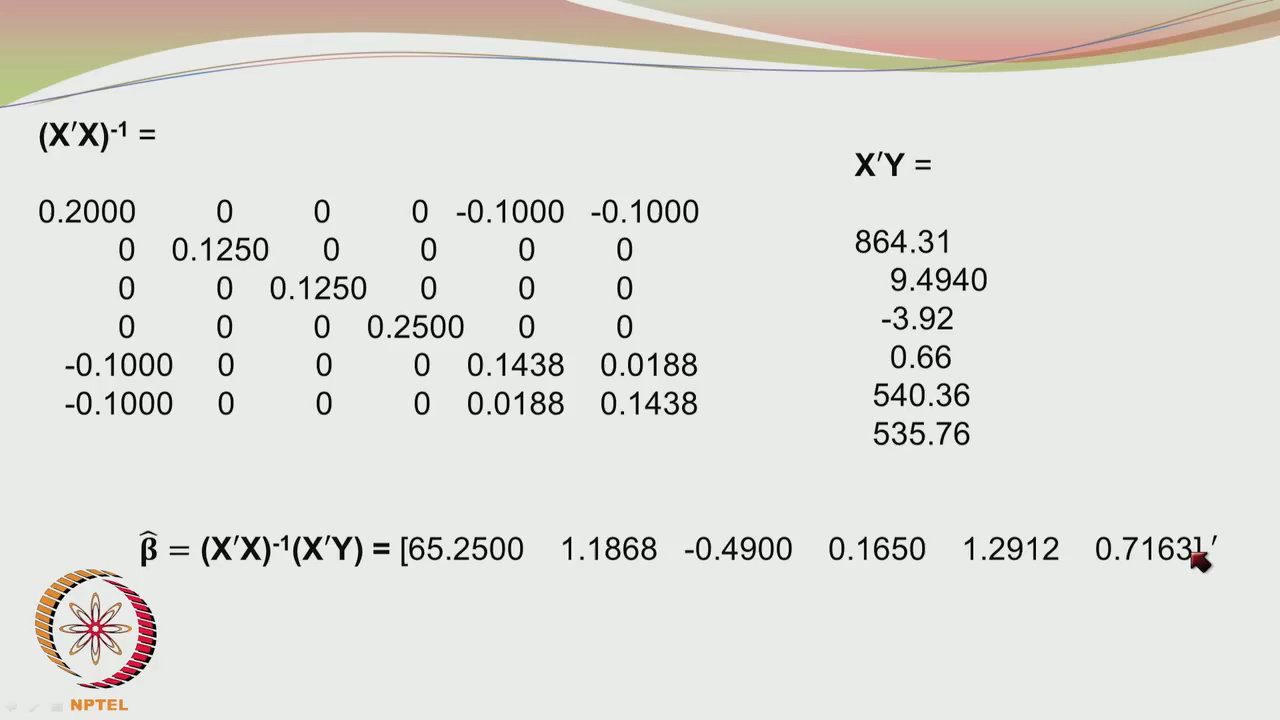 (X′X)⁻¹ =
X′Y =
0.2000 0 0 0 -0.1000 -0.1000
0 0.1250 0 0 0 0
0 0 0.1250 0 0 0
0 0 0 0.2500 0 0
-0.1000 0 0 0 0.1438 0.0188
-0.1000 0 0 0 0.0188 0.1438
864.31
9.4940
-3.92
0.66
540.36
535.76
β̂ = (X′X)⁻¹(X′Y) = [65.2500 1.1868 -0.4900 0.1650 1.2912 0.7163] ′
NPTEL